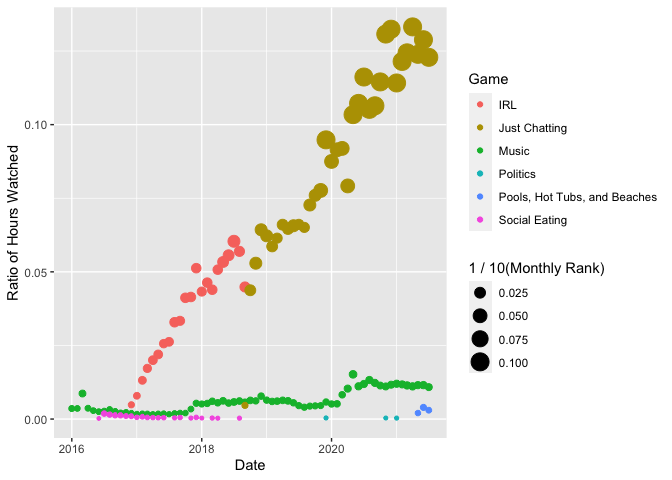 Ratio of Hours Watched
0.10
0.05
0.00
2016
2018
2020
Date
Game
IRL
Just Chatting
Music
Politics
Pools, Hot Tubs, and Beaches
Social Eating
1 / 10(Monthly Rank)
0.025
0.050
0.075
0.100